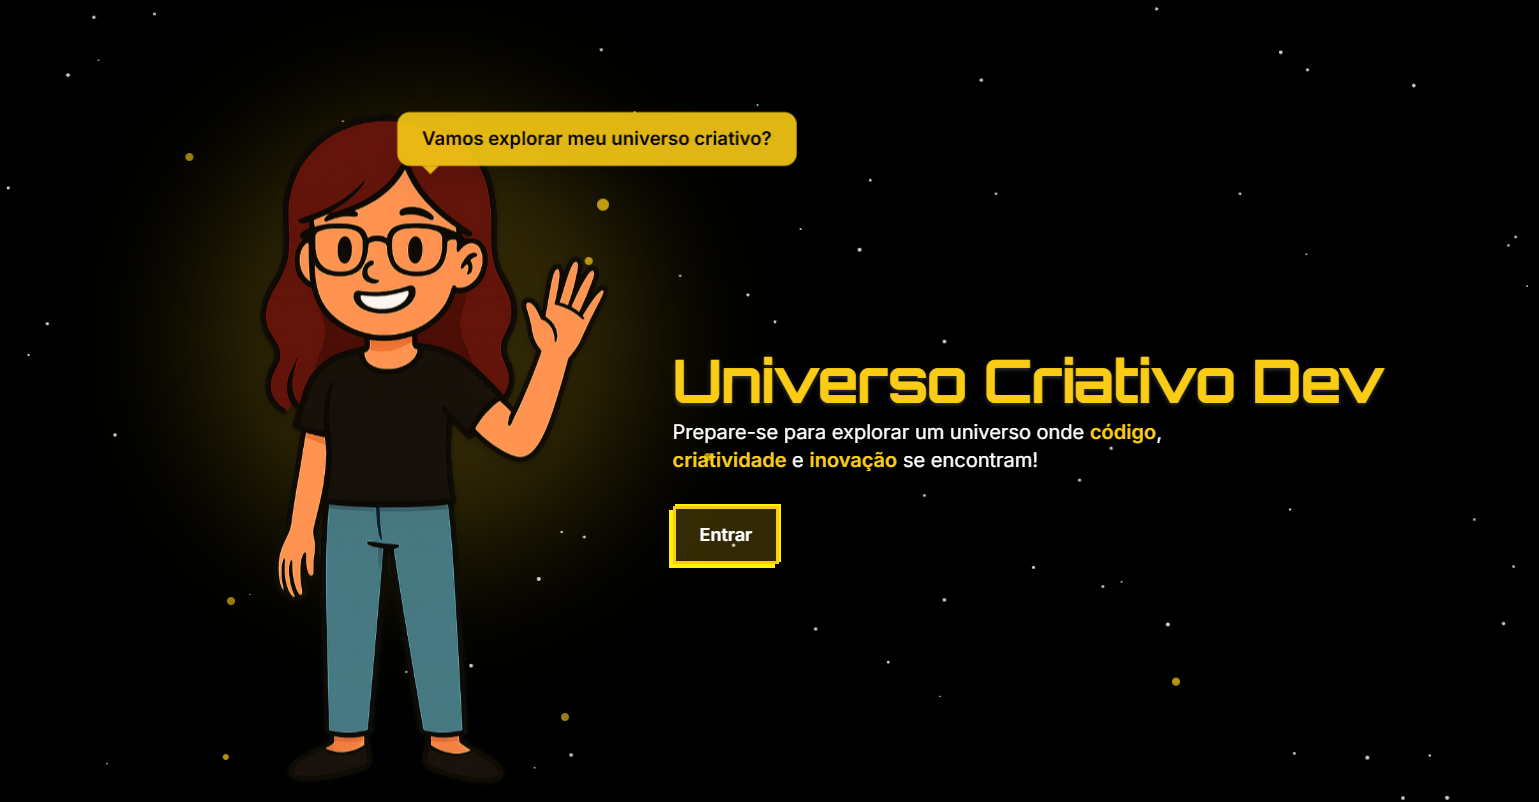 Vamos explorar meu universo criativo?
Universo Criativo Dev
Prepare-se para explorar um universo onde código,
criatividade e inovação se encontram!
Entrar